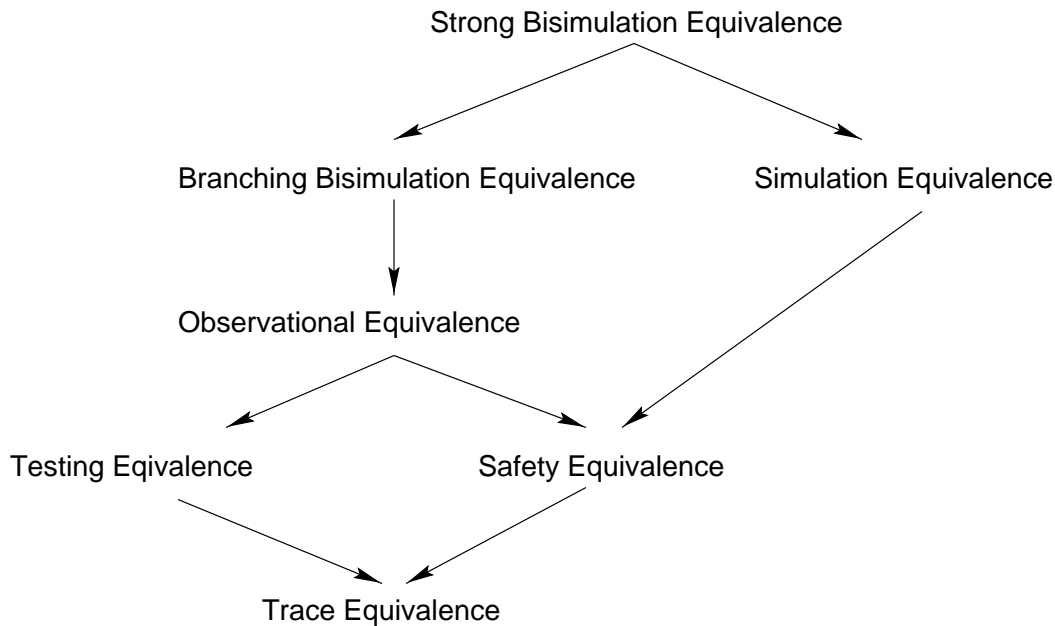 Strong Bisimulation Equivalence
Branching Bisimulation Equivalence
Simulation Equivalence
Observational Equivalence
Testing Eqivalence
Safety Equivalence
Trace Equivalence